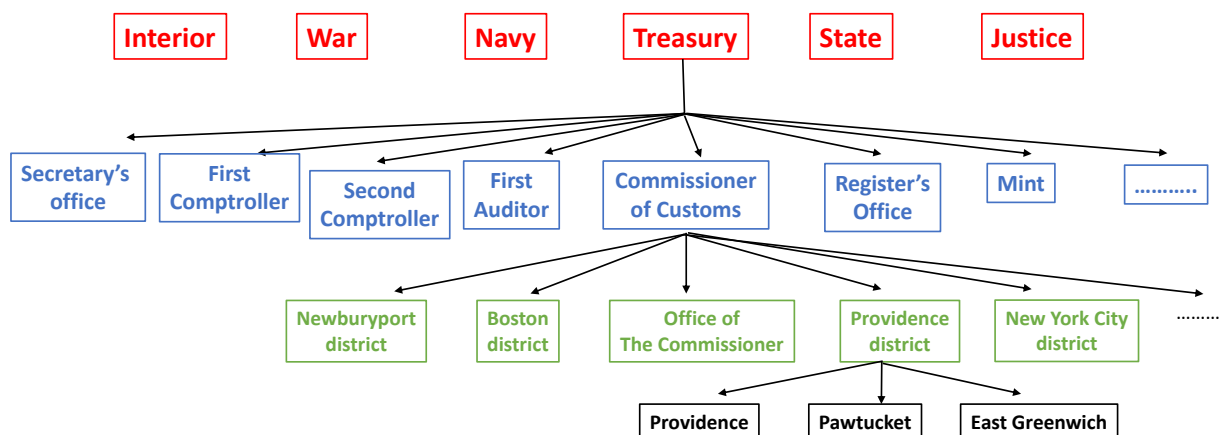 Interior
War
Navy
Treasury
State
Justice
Secretary's
office
First
Comptroller
Second
Comptroller
First
Auditor
Commissioner
of Customs
Register's
Office
Mint
………..
Newburyport
district
Boston
district
Office of
The Commissioner
Providence
district
New York City
district
………
Providence
Pawtucket
East Greenwich